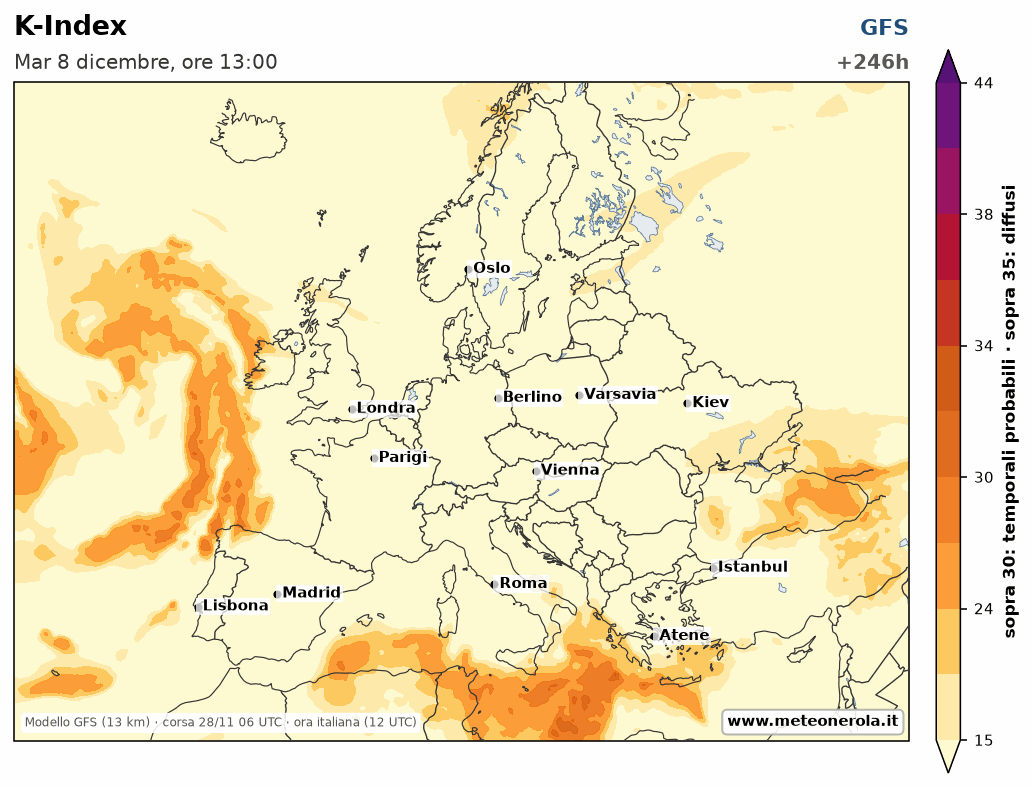 K-Index
GFS
Mar 8 dicembre, ore 13:00
+246h
44
38
34
30
24
15
sopra 30: temporali probabili · sopra 35: diffusi
Oslo
Londra
Berlino
Varsavia
Kiev
Parigi
Vienna
Istanbul
Roma
Madrid
Lisbona
Atene
Modello GFS (13 km) · corsa 28/11 06 UTC · ora italiana (12 UTC)
www.meteonerola.it